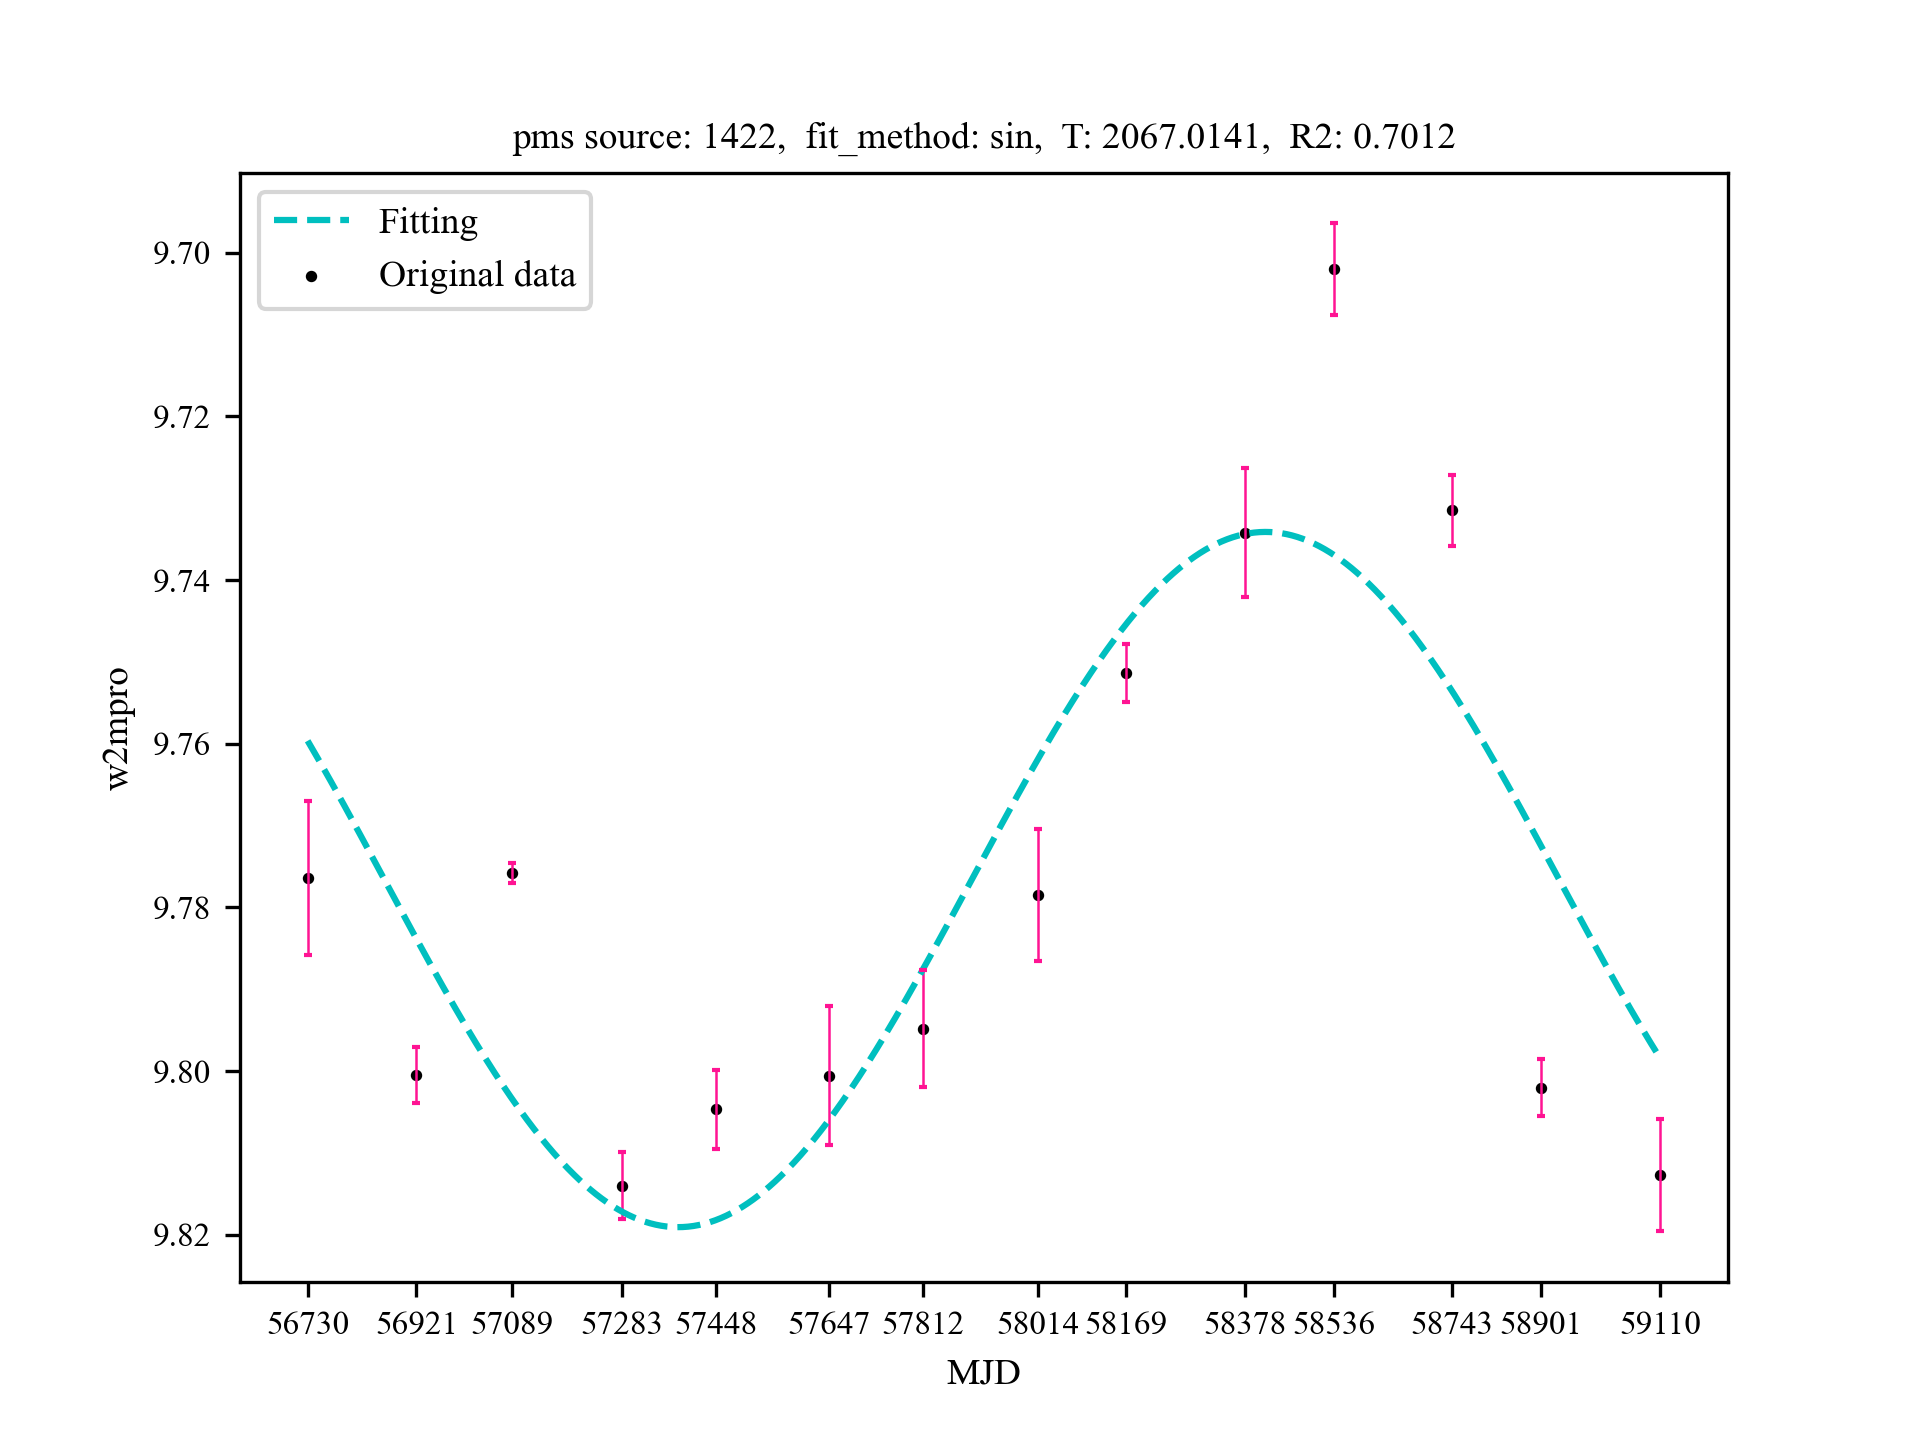 pms source: 1422,  fit_method: sin,  T: 2067.0141,  R2: 0.7012
Fitting
Original data
9.70
9.72
9.74
9.76
9.78
9.80
9.82
w2mpro
56730 56921 57089 57283 57448 57647 57812 58014 58169 58378 58536 58743 58901 59110
MJD